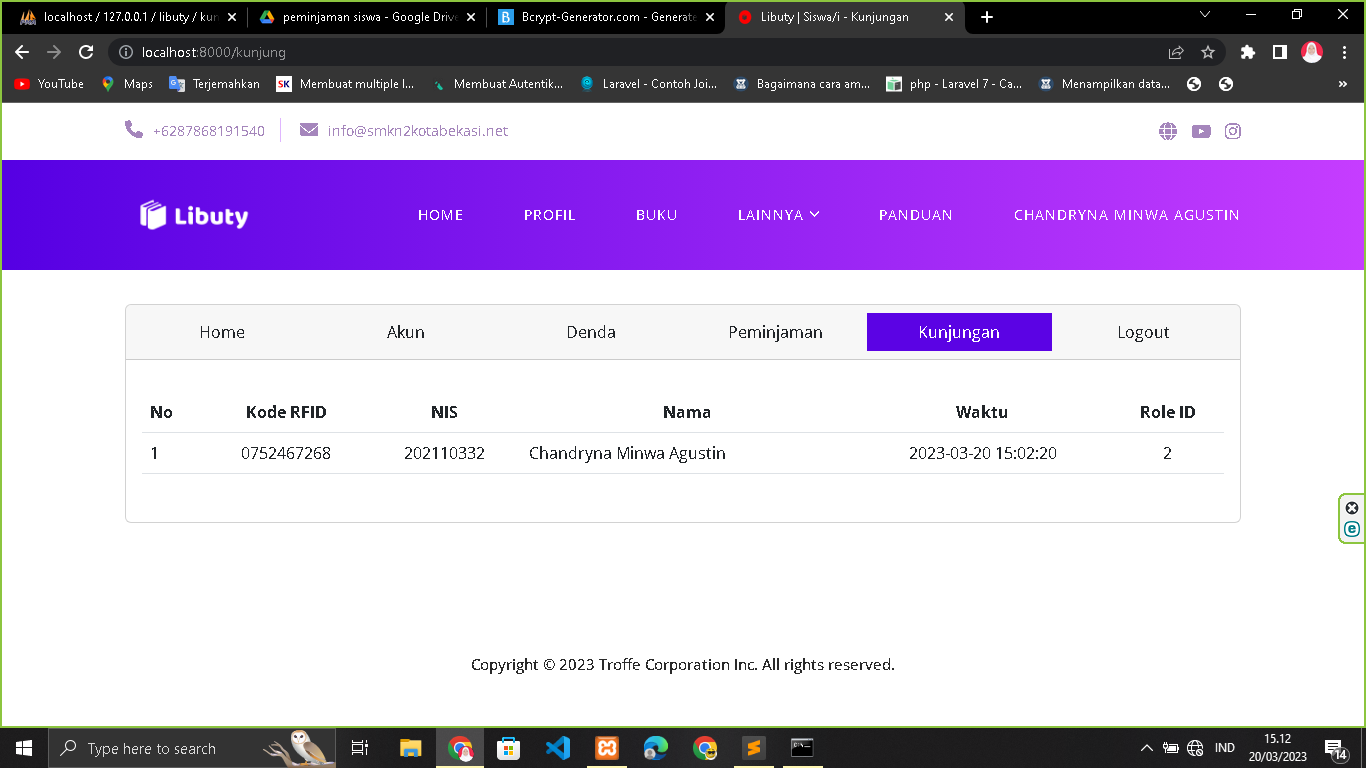 localhost / 127.0.0.1 / libuty / kun
peminjaman siswa - Google Drive
Bcrypt-Generator.com - Generate
Libuty | Siswa/i - Kunjungan
localhost:8000/kunjung
YouTube
Maps
Terjemahkan
SK
Membuat multiple l...
Membuat Autentik...
Laravel - Contoh Joi...
Bagaimana cara am...
php - Laravel 7 - Ca...
Menampilkan data...
»
+6287868191540
info@smkn2kotabekasi.net
Libuty
HOME PROFIL BUKU LAINNYA PANDUAN CHANDRYNA MINWA AGUSTIN
Home Akun Denda Peminjaman Kunjungan Logout
No Kode RFID NIS Nama Waktu Role ID
1 0752467268 202110332 Chandryna Minwa Agustin 2023-03-20 15:02:20 2
Copyright © 2023 Troffe Corporation Inc. All rights reserved.
Type here to search
IND
15.12
20/03/2023
14